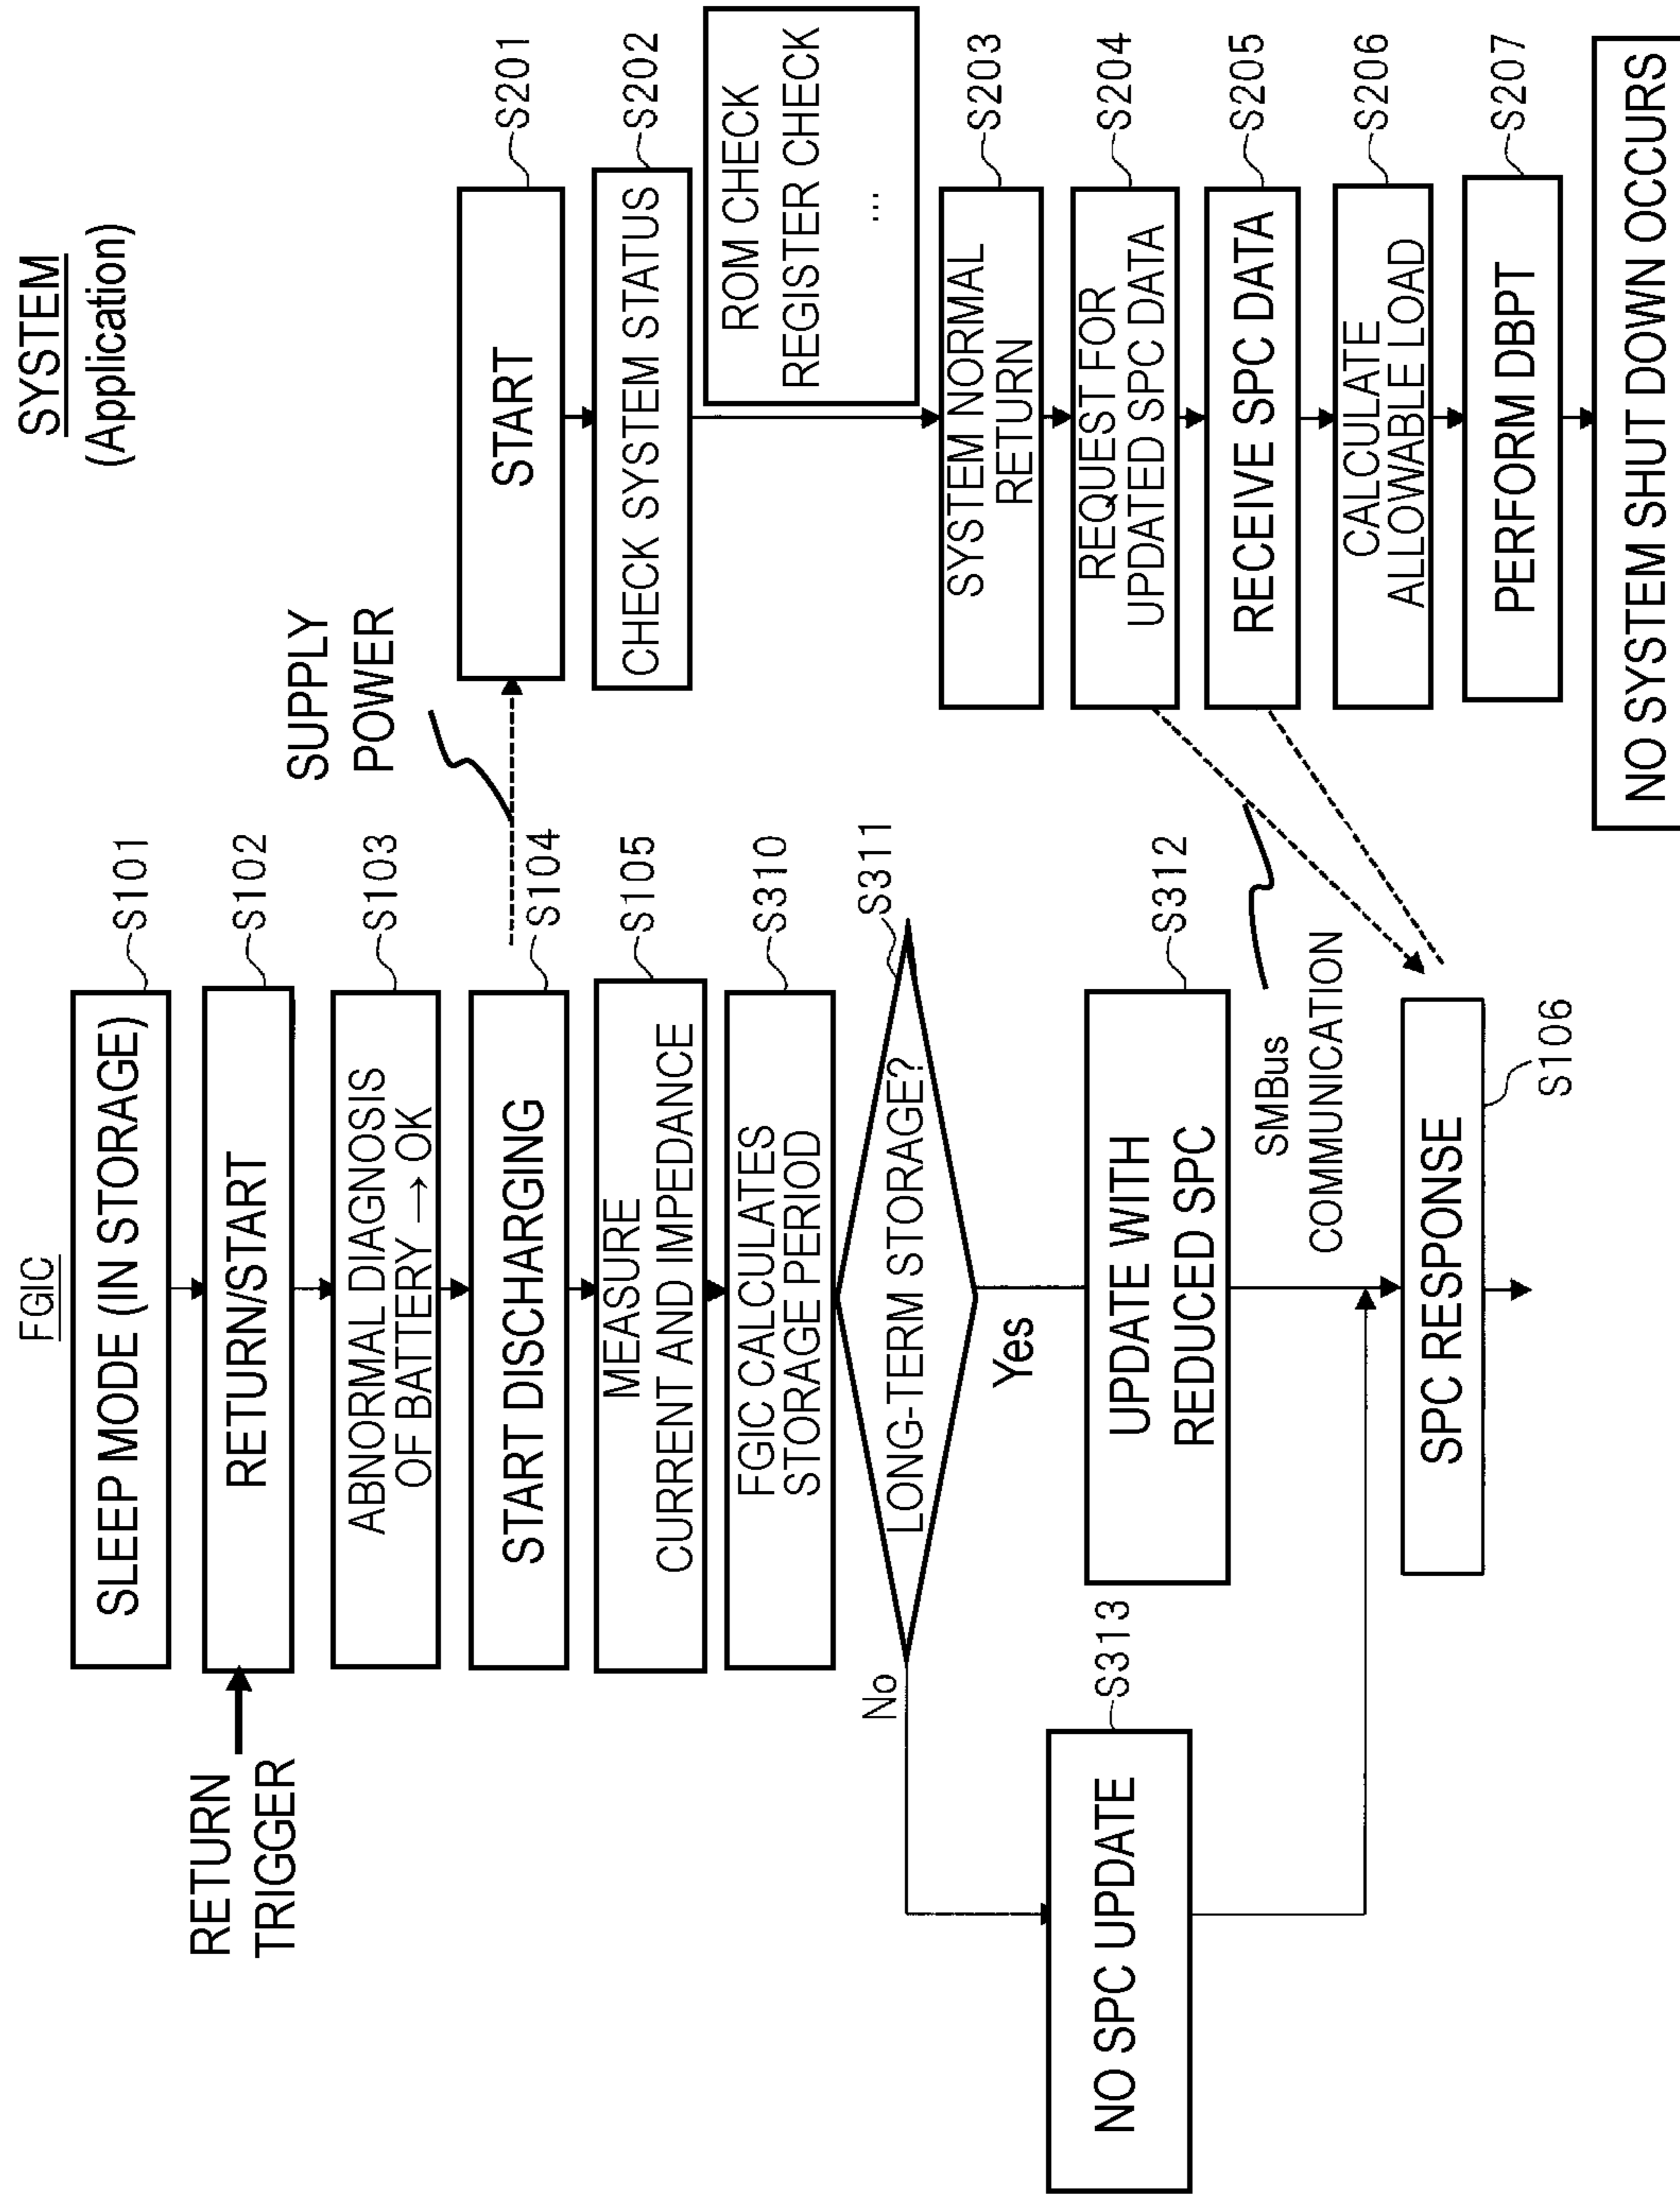 FGIC
SLEEP MODE (IN STORAGE)
S101
RETURN
TRIGGER
RETURN/START
S102
ABNORMAL DIAGNOSIS
OF BATTERY → OK
S103
START DISCHARGING
S104
MEASURE
CURRENT AND IMPEDANCE
S105
FGIC CALCULATES
STORAGE PERIOD
S310
LONG-TERM STORAGE?
S311
No
Yes
NO SPC UPDATE
S313
UPDATE WITH
REDUCED SPC
S312
SMBus
COMMUNICATION
SPC RESPONSE
S106
SYSTEM
(Application)
SUPPLY
POWER
START
S201
CHECK SYSTEM STATUS
S202
ROM CHECK
REGISTER CHECK
...
SYSTEM NORMAL
RETURN
S203
REQUEST FOR
UPDATED SPC DATA
S204
RECEIVE SPC DATA
S205
CALCULATE
ALLOWABLE LOAD
S206
PERFORM DBPT
S207
NO SYSTEM SHUT DOWN OCCURS